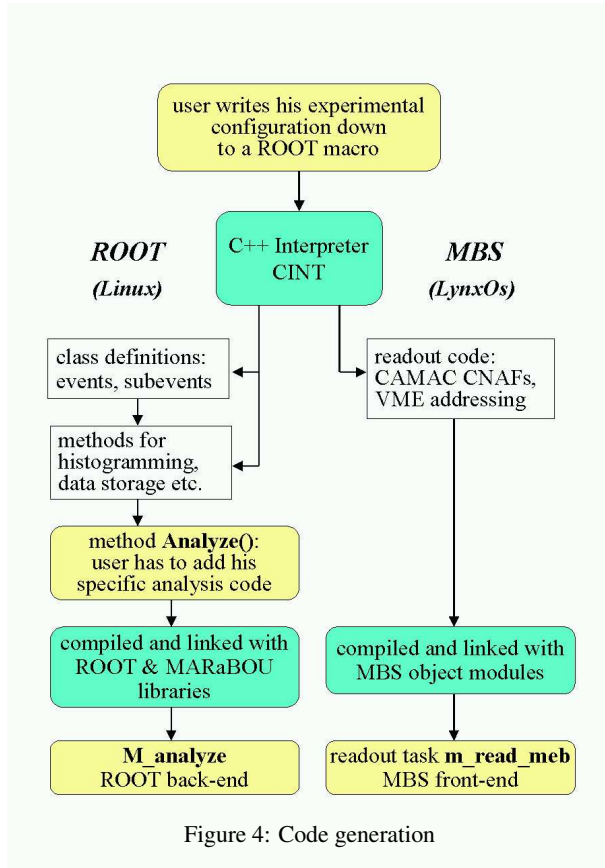 user writes his experimental
configuration down
to a ROOT macro
C++ Interpreter
CINT
ROOT
(Linux)
MBS
(LynxOs)
class definitions:
events, subevents
readout code:
CAMAC CNAFs,
VME addressing
methods for
histogramming,
data storage etc.
method Analyze():
user has to add his
specific analysis code
compiled and linked with
ROOT & MARaBOU
libraries
compiled and linked with
MBS object modules
M_analyze
ROOT back-end
readout task m_read_meb
MBS front-end
Figure 4: Code generation